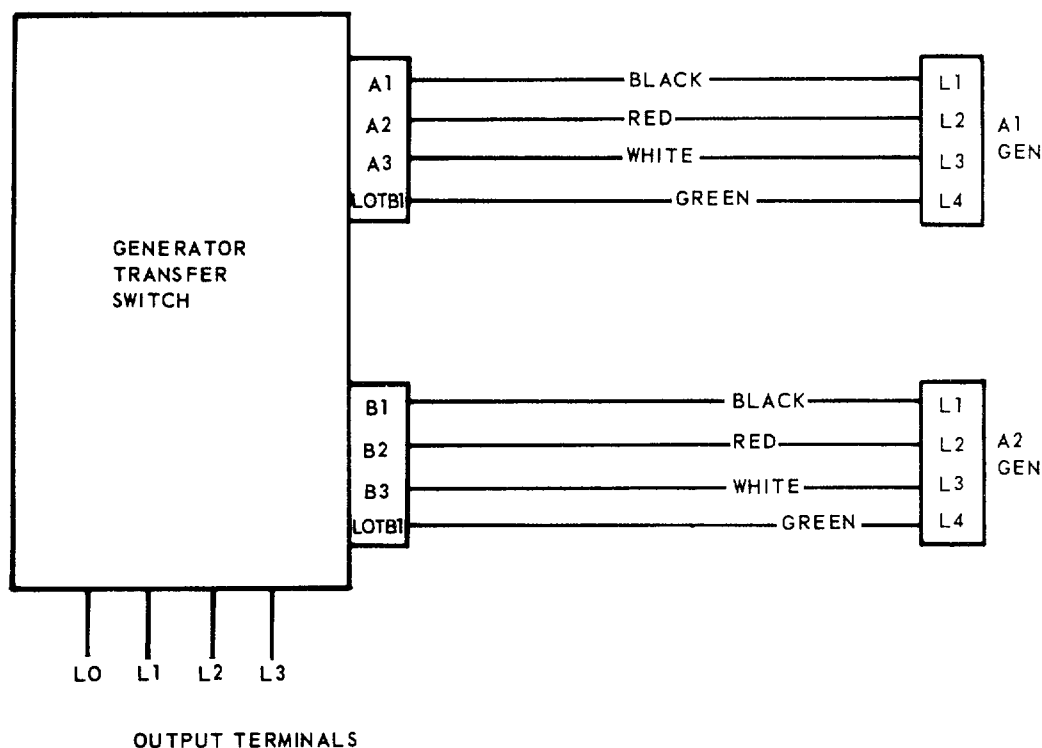 A1 BLACK L1
A2 RED L2
A3 WHITE L3
LOTB1 GREEN L4
A1
GEN
GENERATOR
TRANSFER
SWITCH
B1 BLACK L1
B2 RED L2
B3 WHITE L3
LOTB1 GREEN L4
A2
GEN
LO L1 L2 L3
OUTPUT TERMINALS